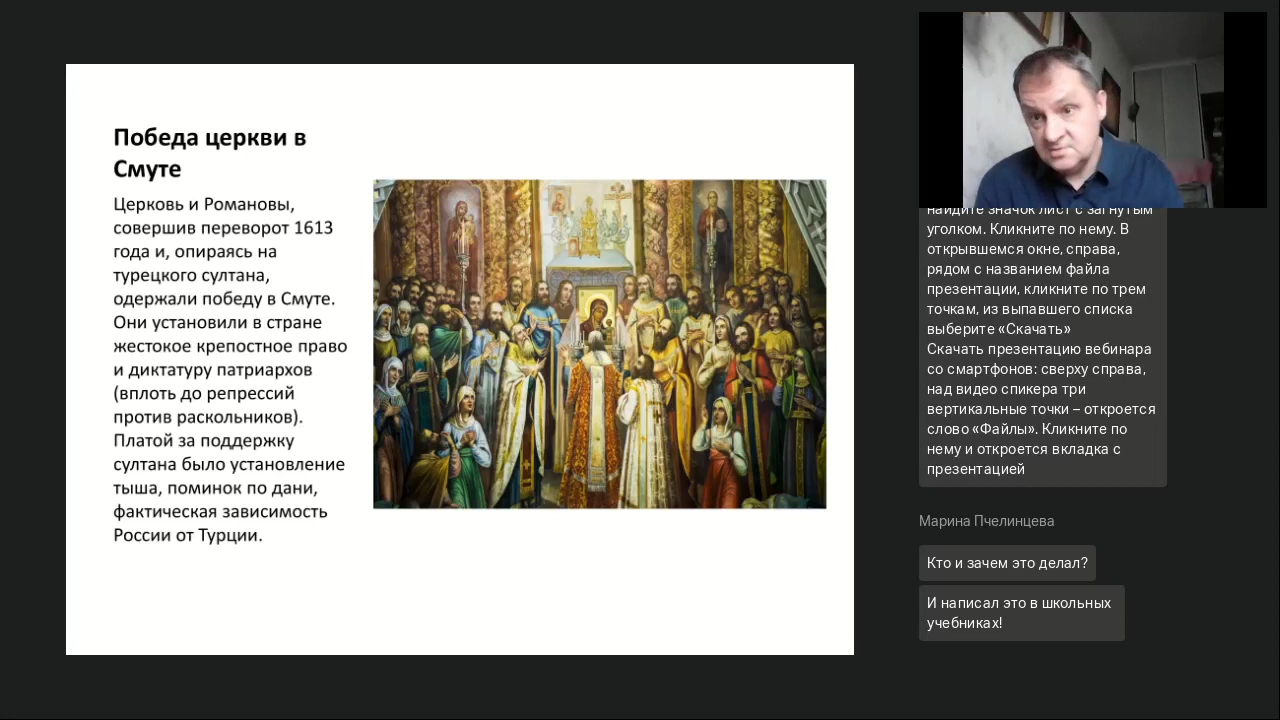 Победа церкви в
Смуте
Церковь и Романовы,
совершив переворот 1613
года и, опираясь на
турецкого султана,
одержали победу в Смуте.
Они установили в стране
жестокое крепостное право
и диктатуру патриархов
(вплоть до репрессий
против раскольников).
Платой за поддержку
султана было установление
тыша, поминок по дани,
фактическая зависимость
России от Турции.
найдите значок лист с загнутым
уголком. Кликните по нему. В
открывшемся окне, справа,
рядом с названием файла
презентации, кликните по трем
точкам, из выпавшего списка
выберите «Скачать»
Скачать презентацию вебинара
со смартфонов: сверху справа,
над видео спикера три
вертикальные точки – откроется
слово «Файлы». Кликните по
нему и откроется вкладка с
презентацией
Марина Пчелинцева
Кто и зачем это делал?
И написал это в школьных
учебниках!